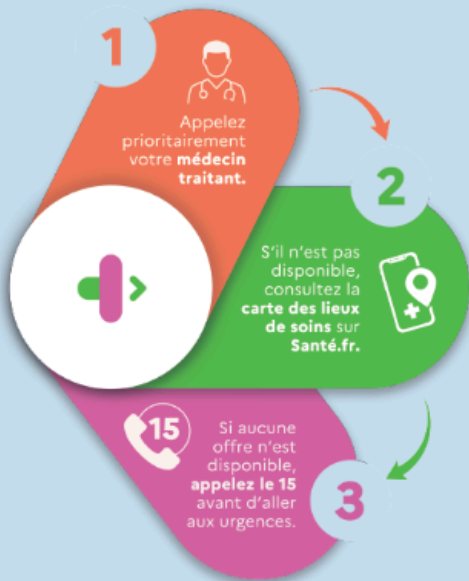 1
Appelez
prioritairement
votre médecin
traitant.
2
S'il n'est pas
disponible,
consultez la
carte des lieux
de soins sur
Santé.fr.
15
Si aucune
offre n'est
disponible,
appelez le 15
avant d'aller
aux urgences.
3